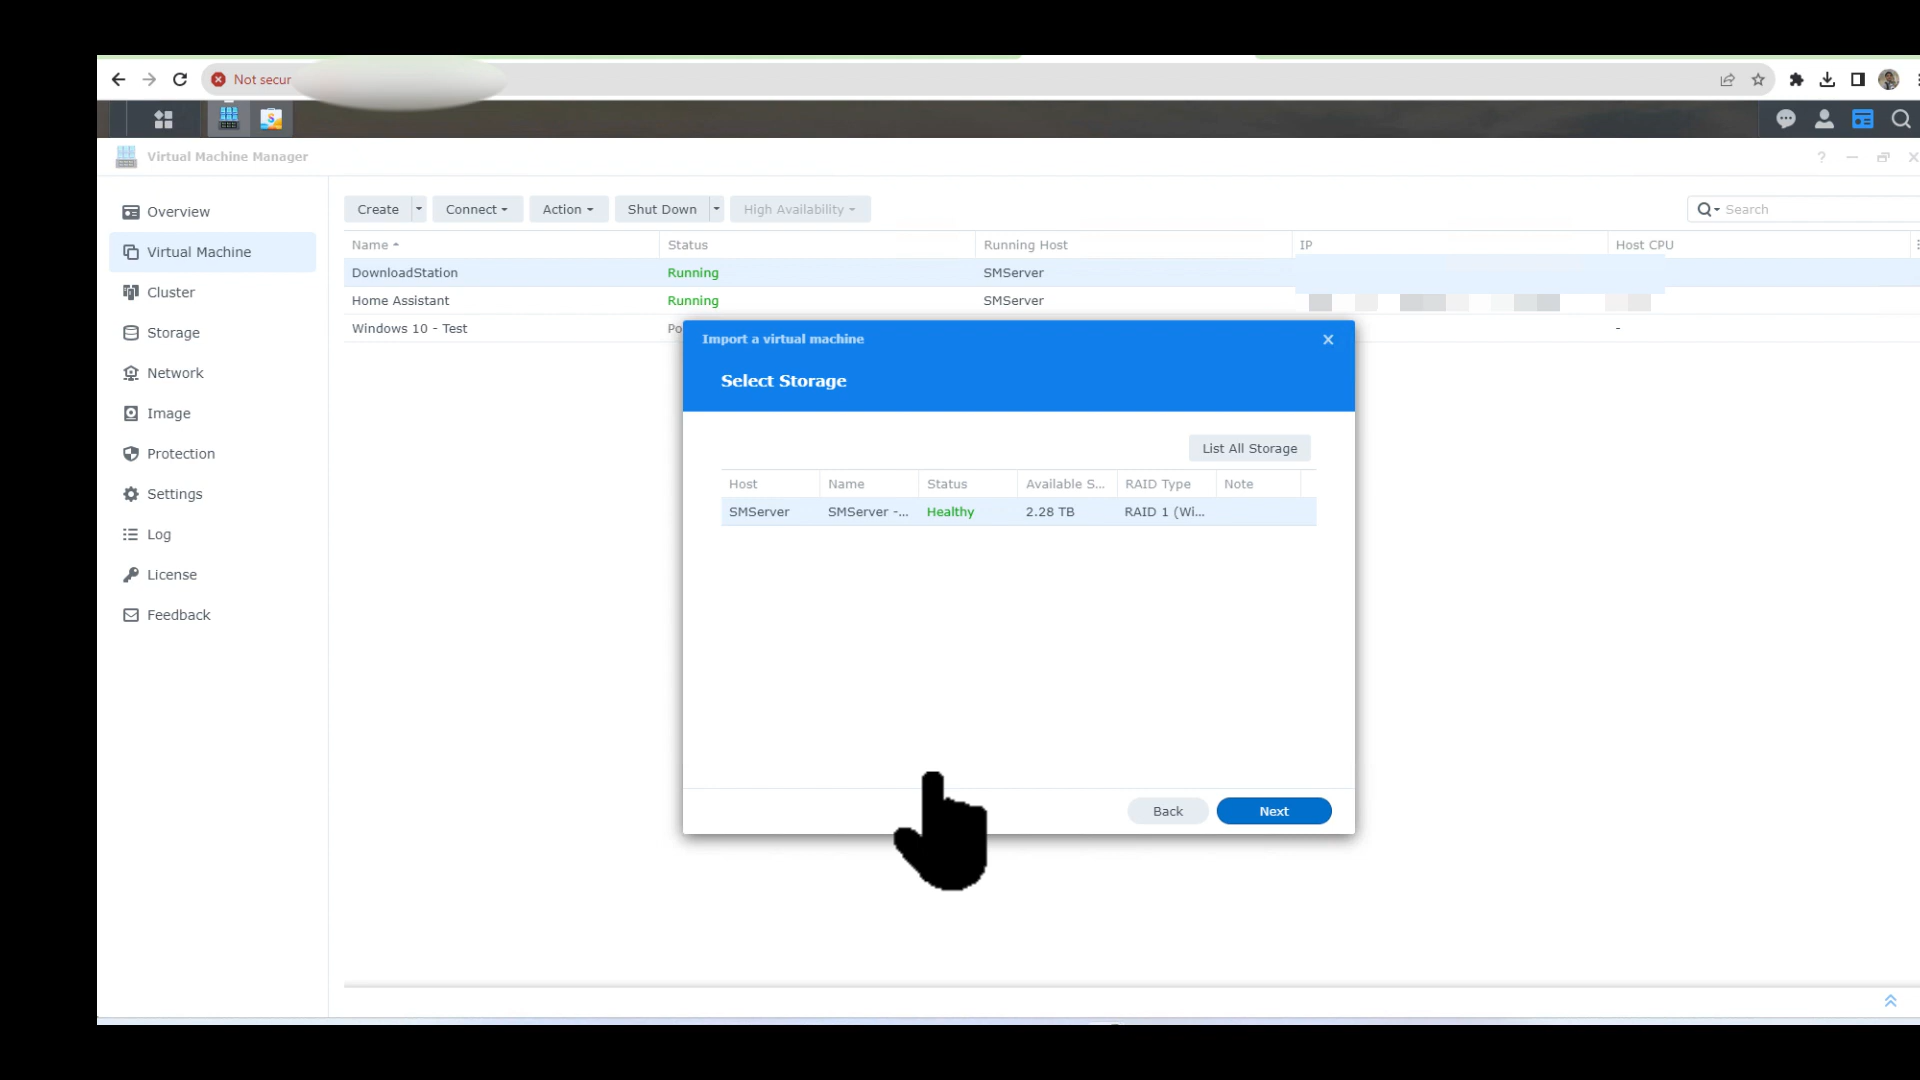 Not secur
Virtual Machine Manager
Overview
Virtual Machine
Cluster
Storage
Network
Image
Protection
Settings
Log
License
Feedback
Create Connect Action Shut Down High Availability Search
Name Status Running Host IP Host CPU
DownloadStation Running SMServer
Home Assistant Running SMServer
Windows 10 - Test Po -
Import a virtual machine
Select Storage
List All Storage
Host Name Status Available S... RAID Type Note
SMServer SMServer -... Healthy 2.28 TB RAID 1 (Wi...
Back Next